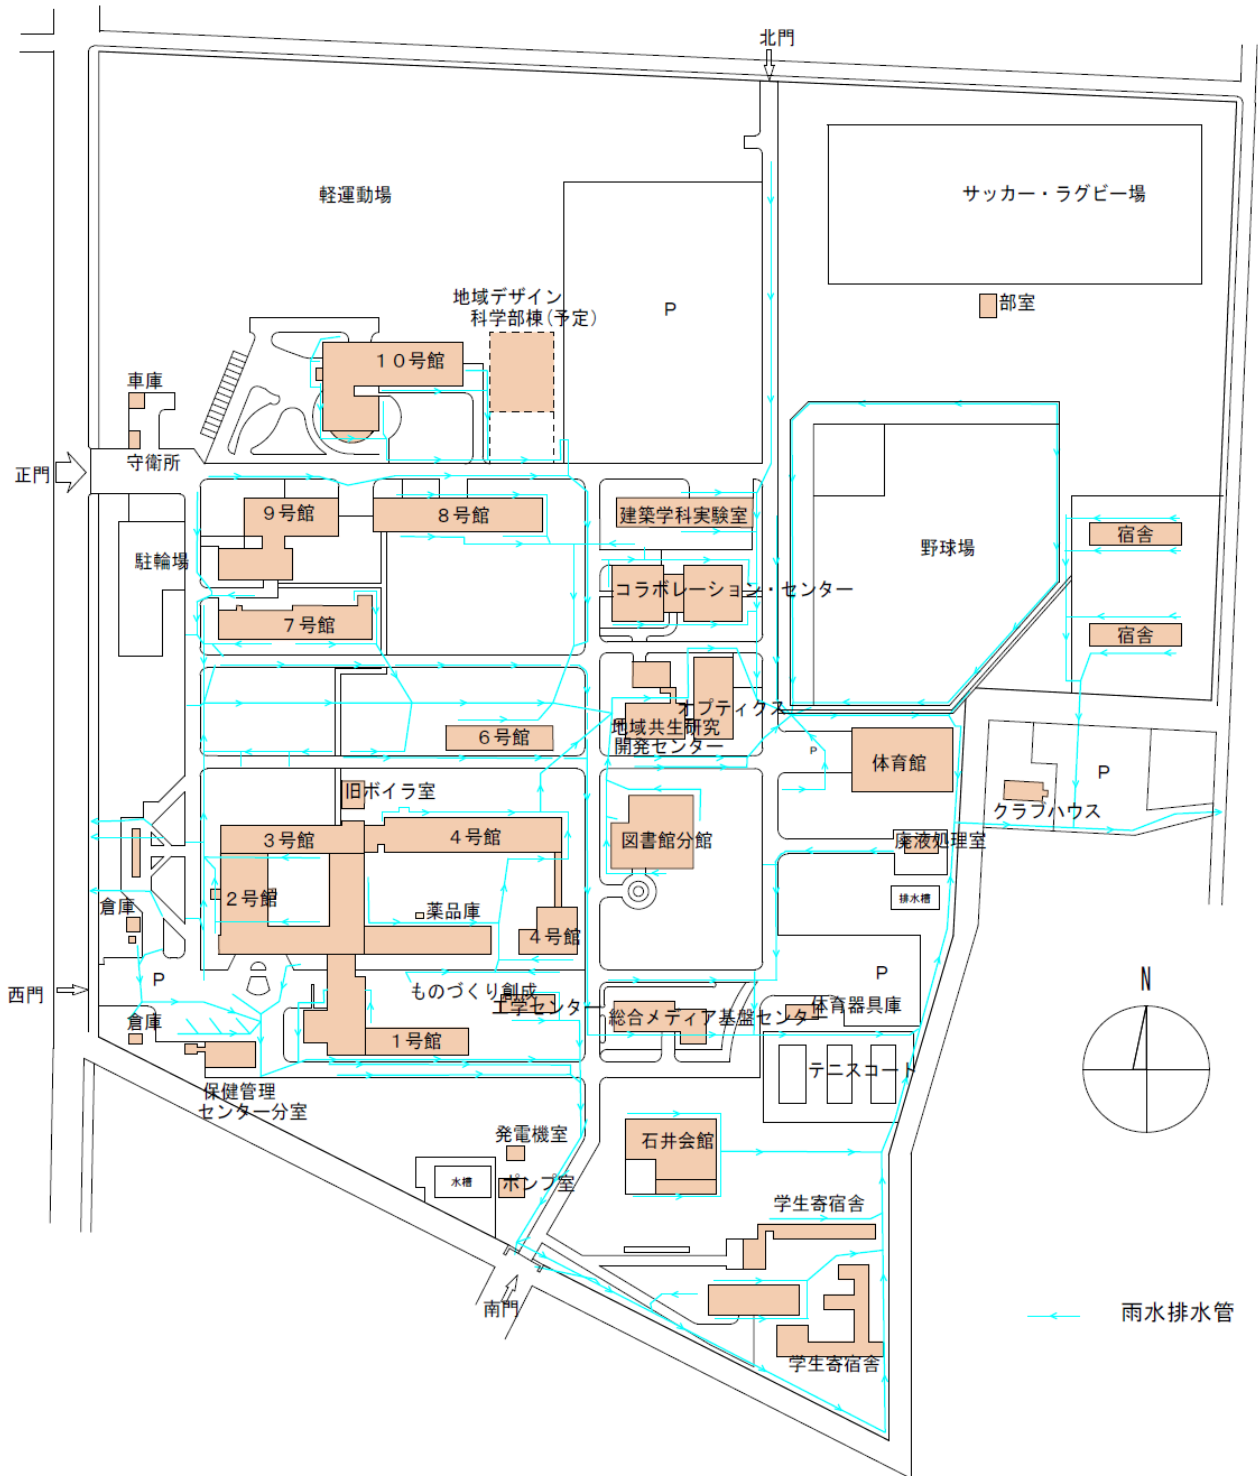 北門
軽運動場
サッカー・ラグビー場
地域デザイン
科学部棟(予定)
P
部室
10号館
車庫
守衛所
正門
9号館
8号館
建築学科実験室
宿舎
駐輪場
野球場
コラボレーション・センター
7号館
宿舎
オプティクス
地域共生研究
開発センター
6号館
P
体育館
P
旧ボイラ室
クラブハウス
3号館
4号館
図書館分館
廃液処理室
2号館
排水槽
倉庫
薬品庫
4号館
P
P
N
西門
ものづくり創成
工学センター
体育器具庫
倉庫
総合メディア基盤センター
1号館
テニスコート
保健管理
センター分室
発電機室
石井会館
水槽
ポンプ室
学生寄宿舎
南門
雨水排水管
学生寄宿舎